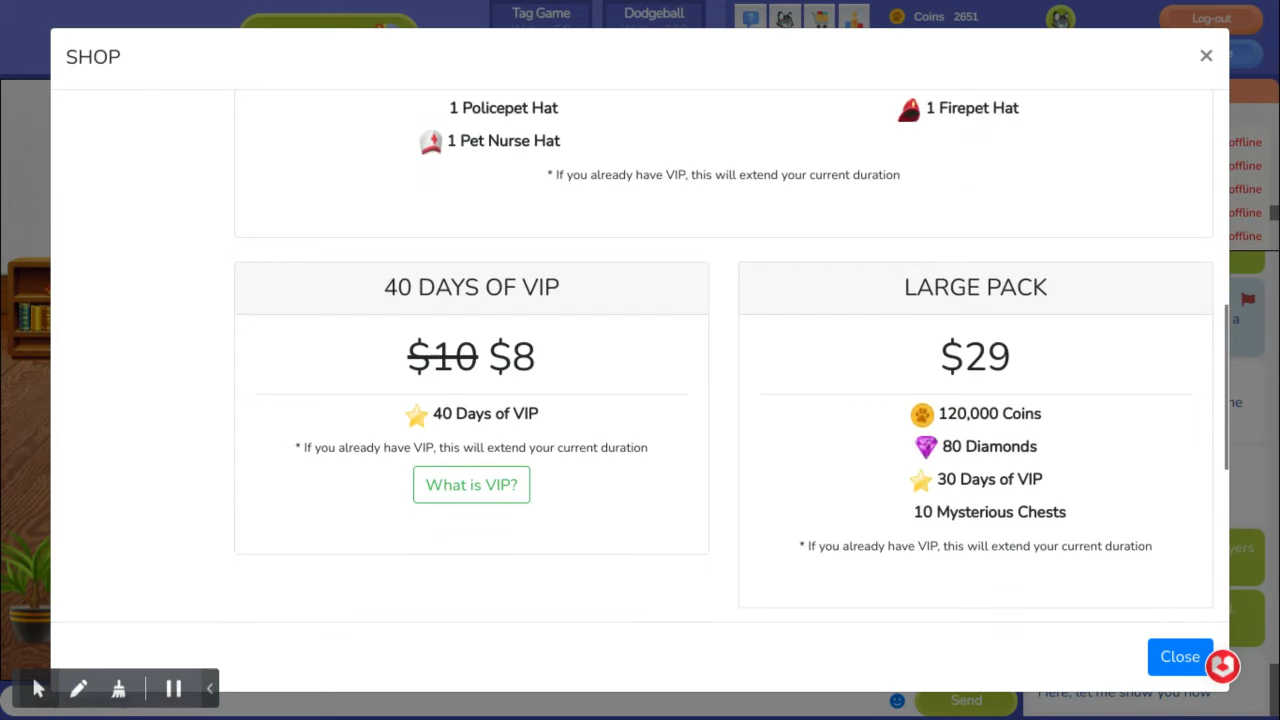 Tag Game
Dodgeball
Coins 2651
Log-out
SHOP
×
1 Policepet Hat
1 Firepet Hat
1 Pet Nurse Hat
* If you already have VIP, this will extend your current duration
offline
offline
offline
offline
offline
40 DAYS OF VIP
$10 $8
40 Days of VIP
* If you already have VIP, this will extend your current duration
What is VIP?
LARGE PACK
$29
120,000 Coins
80 Diamonds
30 Days of VIP
10 Mysterious Chests
* If you already have VIP, this will extend your current duration
a
Close
Send
Here, let me show you now